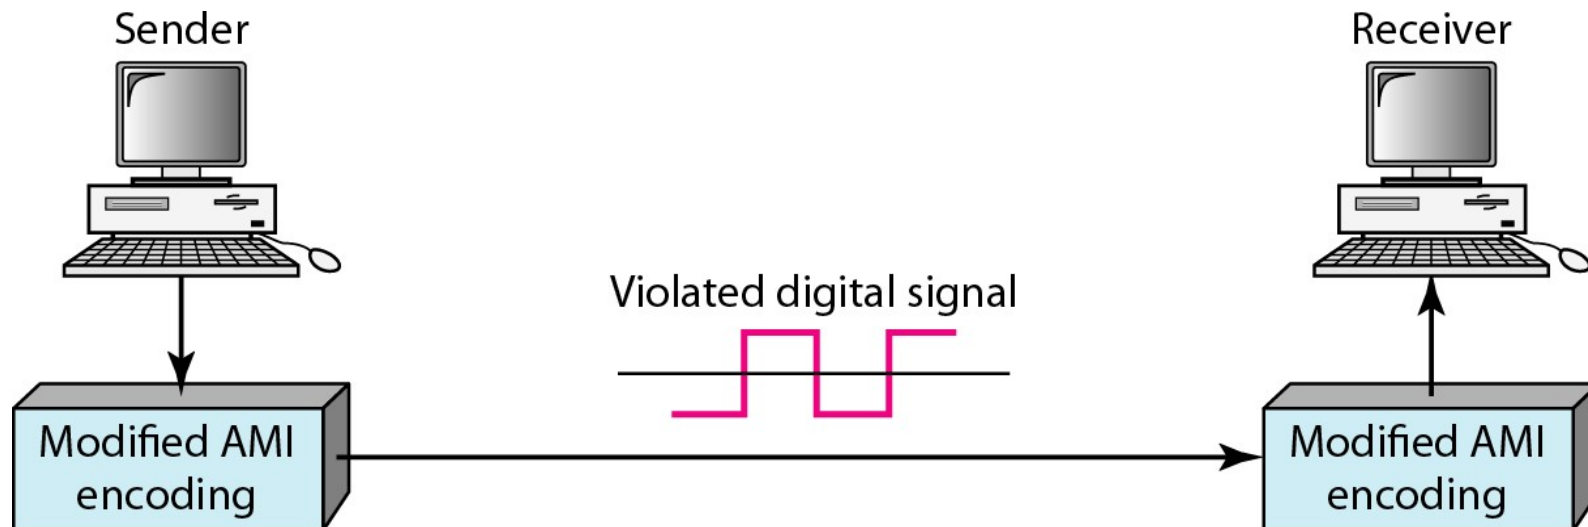 Sender
Receiver
Violated digital signal
Modified AMI
encoding
Modified AMI
encoding